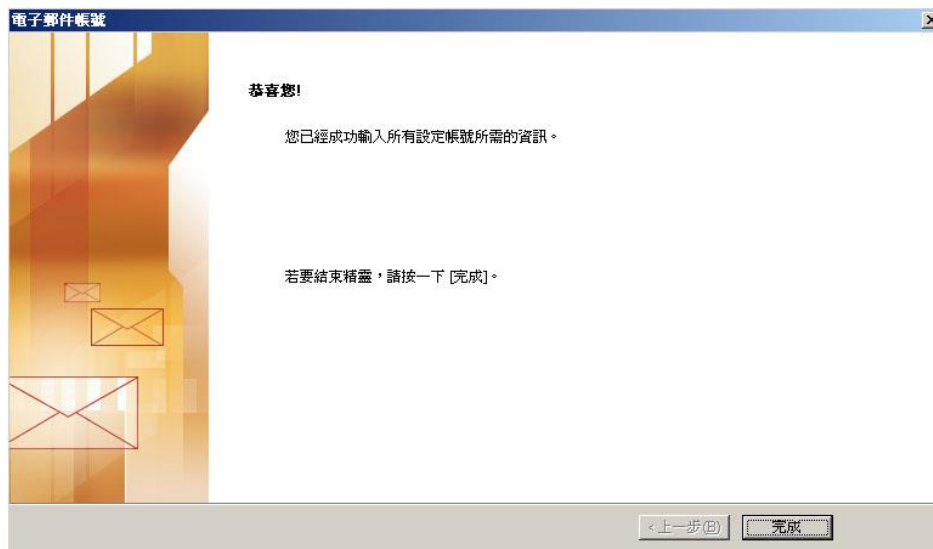 電子郵件帳號
恭喜您!
您已經成功輸入所有設定帳號所需的資訊。
若要結束精靈,請按一下 [完成]。
<上一步(B)
完成